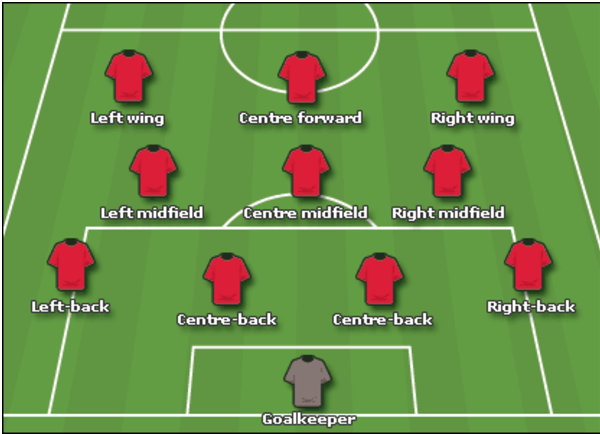 Left wing
Centre forward
Right wing
Left midfield
Centre midfield
Right midfield
Left-back
Centre-back
Centre-back
Right-back
Goalkeeper